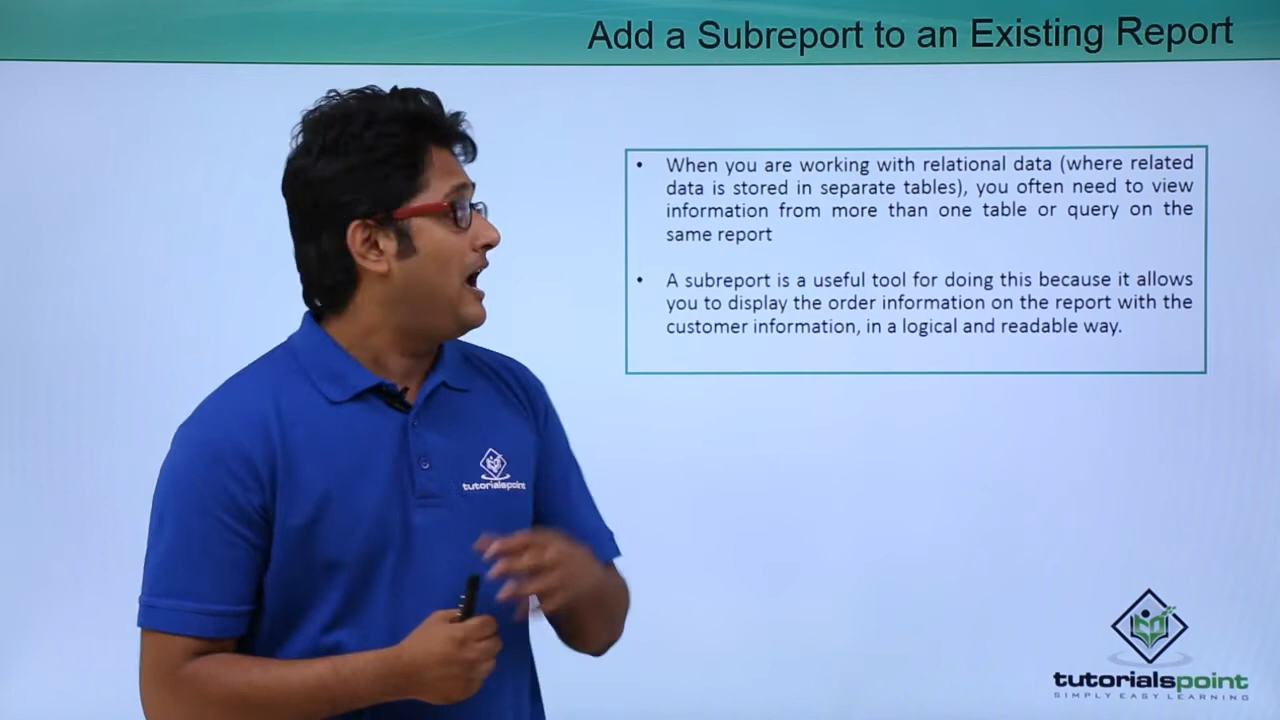 Add a Subreport to an Existing Report
• When you are working with relational data (where related
data is stored in separate tables), you often need to view
information from more than one table or query on the
same report
• A subreport is a useful tool for doing this because it allows
you to display the order information on the report with the
customer information, in a logical and readable way.
tutorialspoint
tutorialspoint
SIMPLY EASY LEARNING